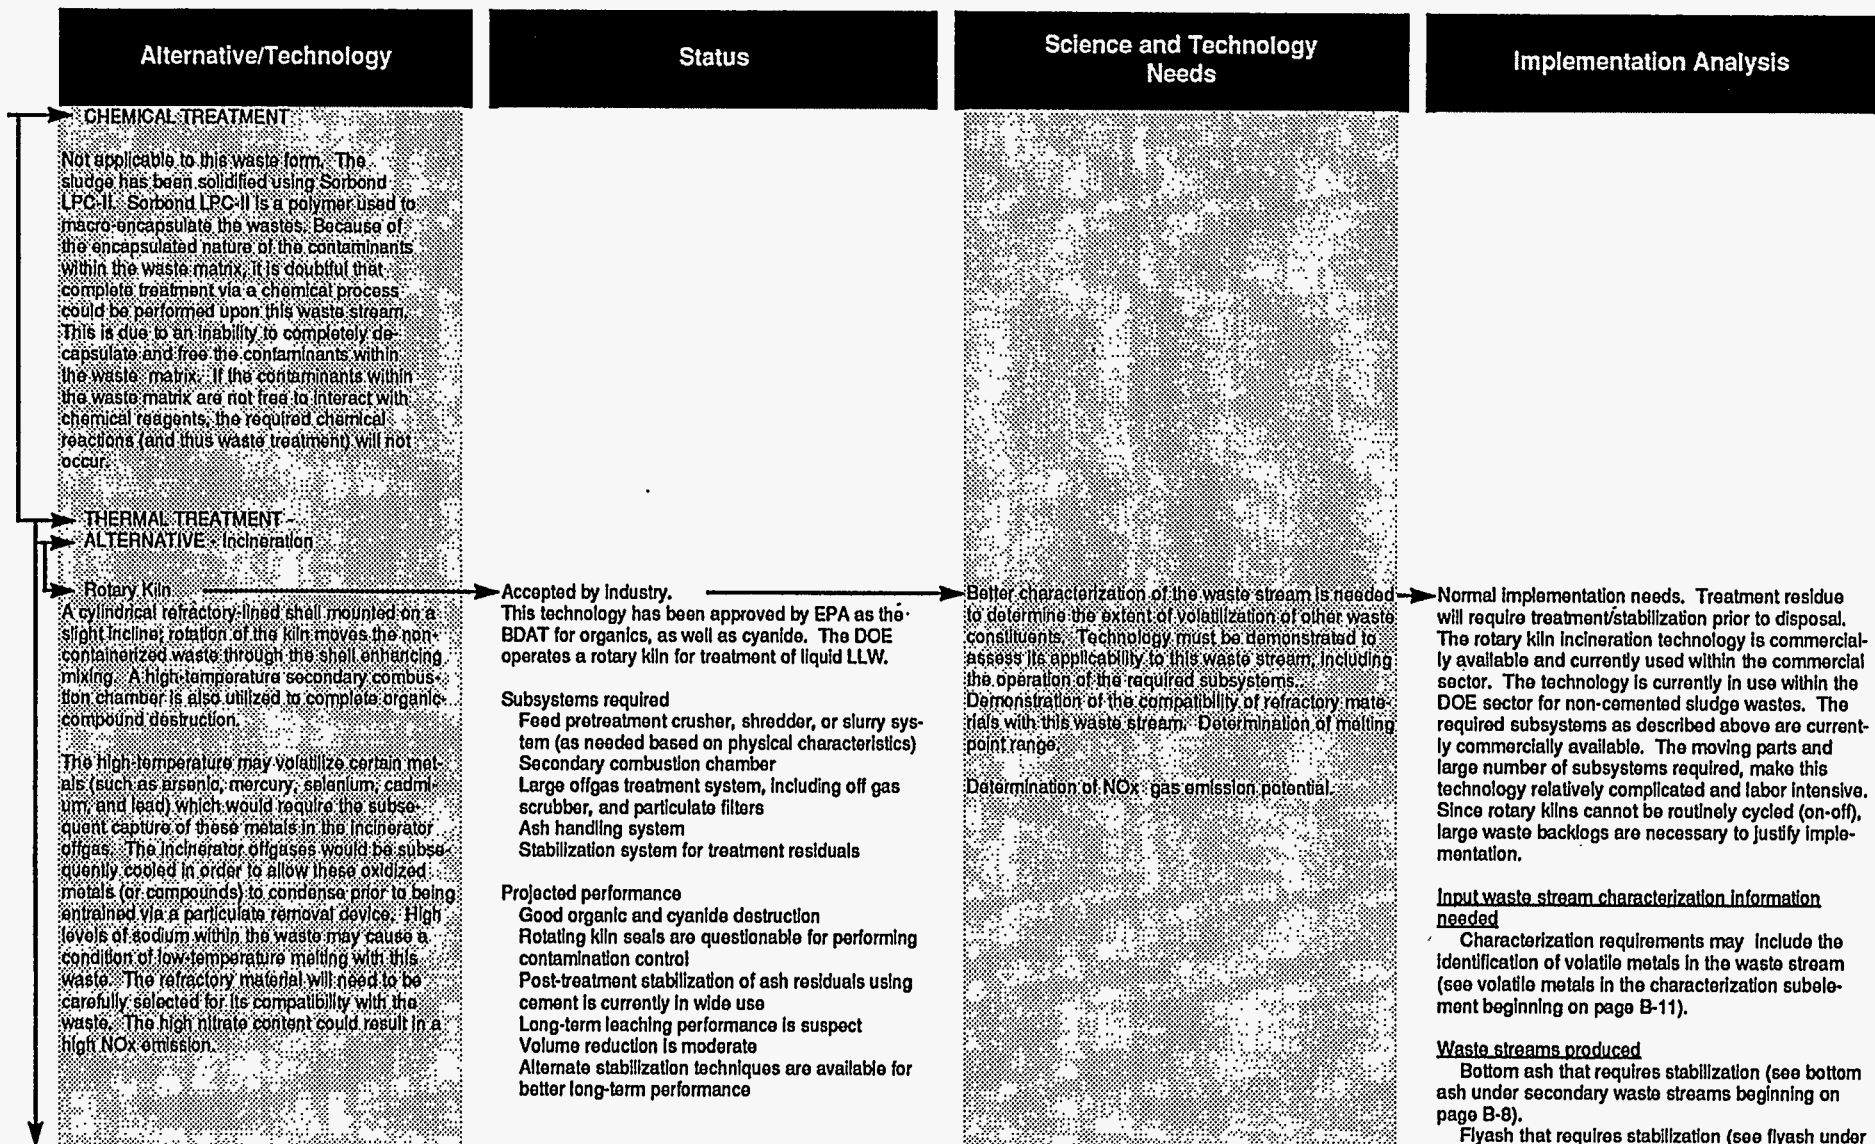 Alternative/Technology
Status
Science and Technology
Needs
Implementation Analysis
CHEMICAL TREATMENT
Not applicable to this waste form. The
sludge has been solidified using Sorbond
LPC-II. Sorbond LPC-II is a polymer used to
macro-encapsulate the wastes. Because of
the encapsulated nature of the contaminants
within the waste matrix, it is doubtful that
complete treatment via a chemical process
could be performed upon this waste stream.
This is due to an inability to completely de-
capsulate and free the contaminants within
the waste matrix. If the contaminants within
the waste matrix are not free to interact with
chemical reagents, the required chemical
reactions (and thus waste treatment) will not
occur.
THERMAL TREATMENT -
ALTERNATIVE - Incineration
Rotary Kiln
A cylindrical refractory-lined shell mounted on a
slight incline; rotation of the kiln moves the non-
containerized waste through the shell enhancing
mixing. A high-temperature secondary combus-
tion chamber is also utilized to complete organic-
compound destruction.
The high-temperature may volatilize certain met-
als (such as arsenic, mercury, selenium, cadmi-
um, and lead) which would require the subse-
quent capture of these metals in the incinerator
offgas. The incinerator offgases would be subse-
quently cooled in order to allow these oxidized
metals (or compounds) to condense prior to being
entrained via a particulate removal device. High
levels of sodium within the waste may cause a
condition of low-temperature melting with this
waste. The refractory material will need to be
carefully selected for its compatibility with the
waste. The high nitrate content could result in a
high NOx emission.
Accepted by industry.
This technology has been approved by EPA as the
BDAT for organics, as well as cyanide. The DOE
operates a rotary kiln for treatment of liquid LLW.
Subsystems required
Feed pretreatment crusher, shredder, or slurry sys-
tem (as needed based on physical characteristics)
Secondary combustion chamber
Large offgas treatment system, including off gas
scrubber, and particulate filters
Ash handling system
Stabilization system for treatment residuals
Projected performance
Good organic and cyanide destruction
Rotating kiln seals are questionable for performing
contamination control
Post-treatment stabilization of ash residuals using
cement is currently in wide use
Long-term leaching performance is suspect
Volume reduction is moderate
Alternate stabilization techniques are available for
better long-term performance
Better characterization of the waste stream is needed
to determine the extent of volatilization of other waste
constituents. Technology must be demonstrated to
assess its applicability to this waste stream, including
the operation of the required subsystems.
Demonstration of the compatibility of refractory mate-
rials with this waste stream. Determination of melting
point range.
Determination of NOx gas emission potential.
Normal implementation needs. Treatment residue
will require treatment/stabilization prior to disposal.
The rotary kiln incineration technology is commercial-
ly available and currently used within the commercial
sector. The technology is currently in use within the
DOE sector for non-cemented sludge wastes. The
required subsystems as described above are current-
ly commercially available. The moving parts and
large number of subsystems required, make this
technology relatively complicated and labor intensive.
Since rotary kilns cannot be routinely cycled (on-off),
large waste backlogs are necessary to justify imple-
mentation.
Input waste stream characterization information
needed
Characterization requirements may include the
identification of volatile metals in the waste stream
(see volatile metals in the characterization subele-
ment beginning on page B-11).
Waste streams produced
Bottom ash that requires stabilization (see bottom
ash under secondary waste streams beginning on
page B-8).
Flyash that requires stabilization (see flyash under